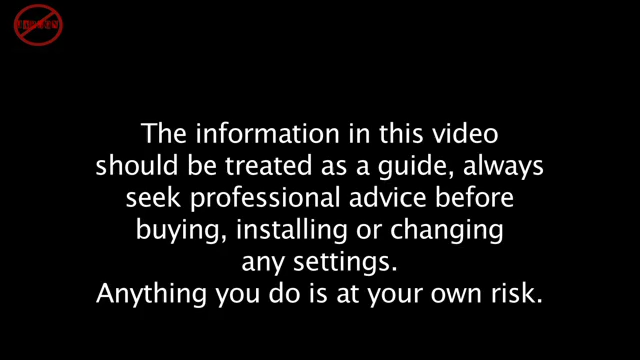 The information in this video
should be treated as a guide, always
seek professional advice before
buying, installing or changing
any settings.
Anything you do is at your own risk.